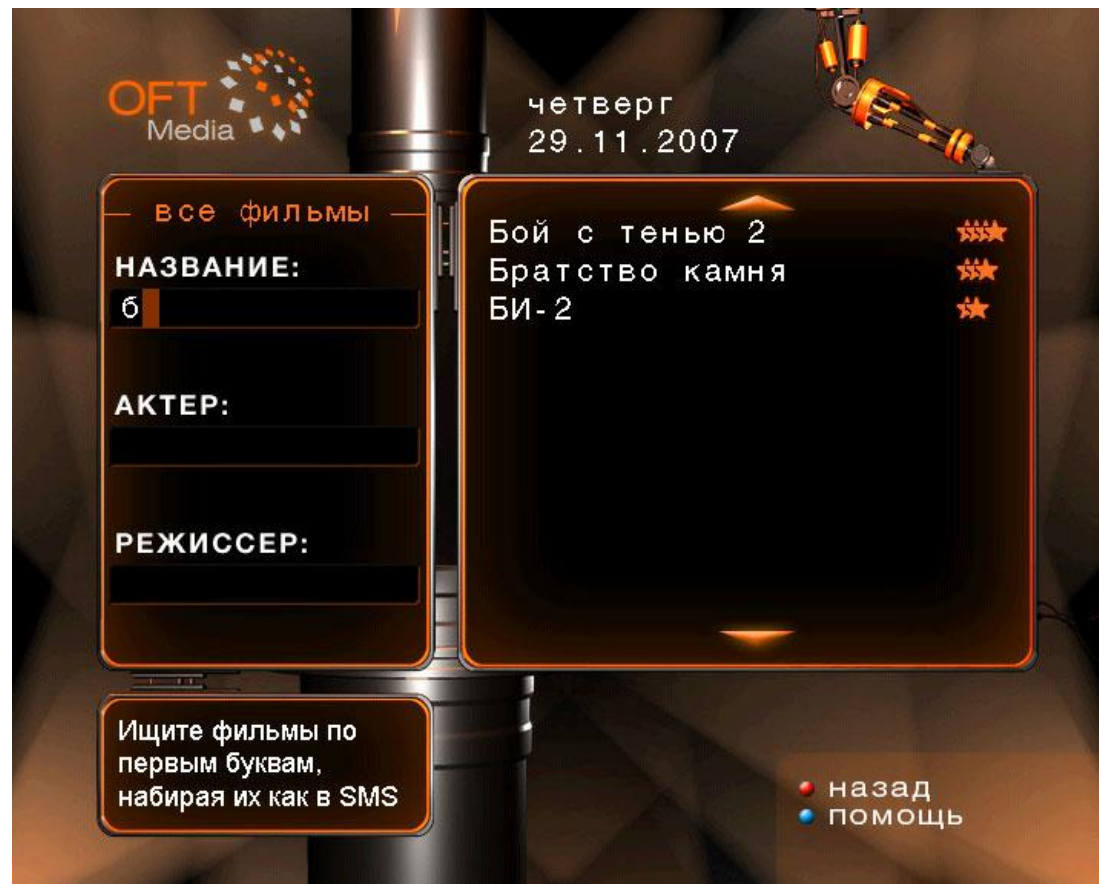 OFT
Media
четверг
29.11.2007
все фильмы
НАЗВАНИЕ:
б
АКТЕР:
РЕЖИССЕР:
Бой с тенью 2
Братство камня
БИ-2
Ищите фильмы по
первым буквам,
набирая их как в SMS
назад
помощь